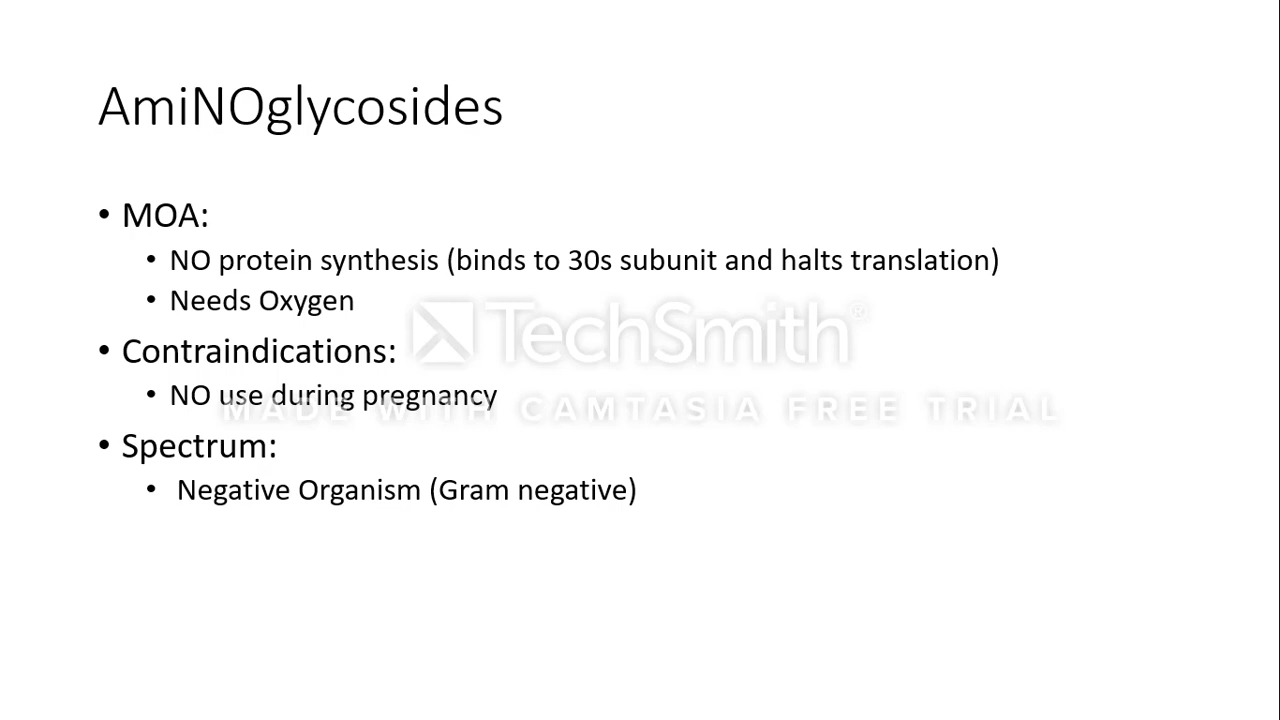 AmiNOglycosides
• MOA:
• NO protein synthesis (binds to 30s subunit and halts translation)
• Needs Oxygen
TechSmith®
• Contraindications:
• NO use during pregnancy
MADE WITH CAMTASIA FREE TRIAL
• Spectrum:
• Negative Organism (Gram negative)